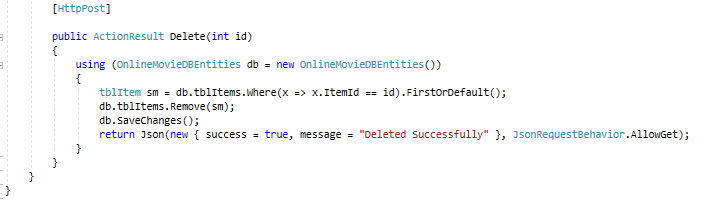 [HttpPost]
public ActionResult Delete(int id)
{
using (OnlineMovieDBEntities db = new OnlineMovieDBEntities())
{
tblItem sm = db.tblItems.Where(x => x.ItemId == id).FirstOrDefault();
db.tblItems.Remove(sm);
db.SaveChanges();
return Json(new { success = true, message = "Deleted Successfully" }, JsonRequestBehavior.AllowGet);
}
}
}
}